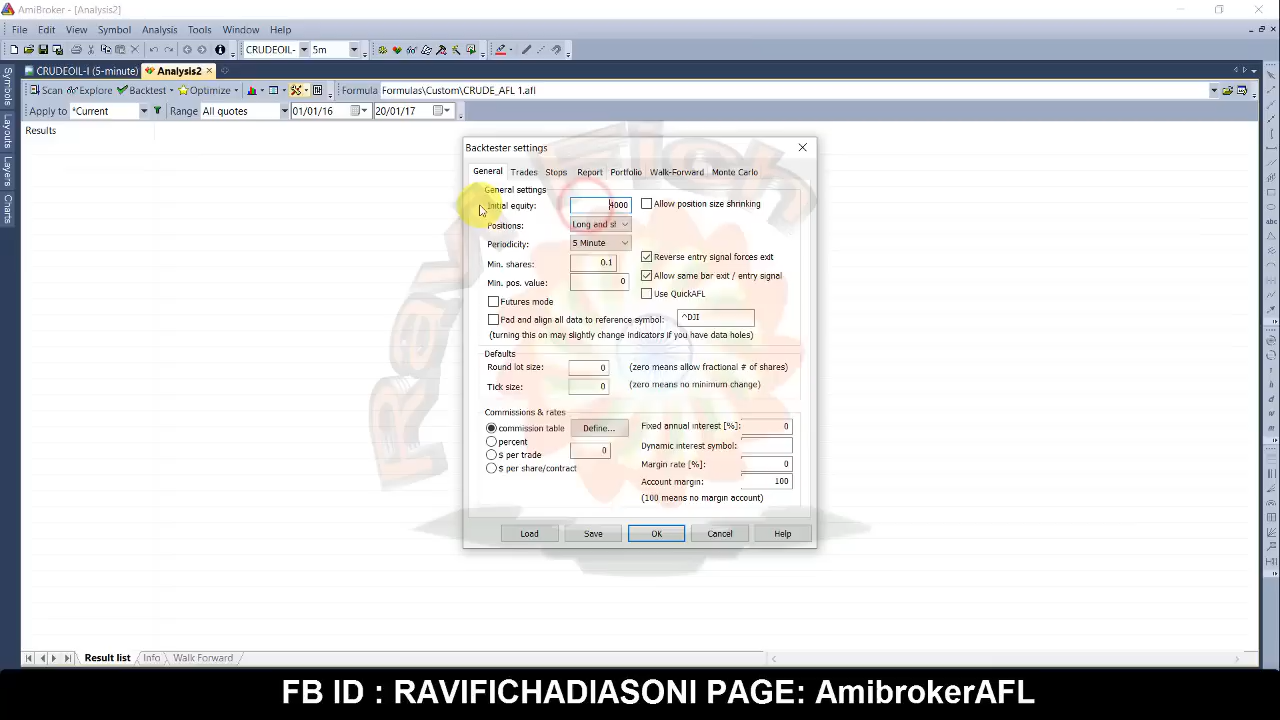 AmiBroker - [Analysis2]
File Edit View Symbol Analysis Tools Window Help
CRUDEOIL- 5m
CRUDEOIL-I (5-minute) Analysis2
Scan Explore Backtest Optimize Formula Formulas\Custom\CRUDE_AFL 1.afl
Apply to *Current Range All quotes 01/01/16 20/01/17
Results
Symbols
Layouts
Layers
Charts
Backtester settings
General Trades Stops Report Portfolio Walk-Forward Monte Carlo
General settings
Initial equity: 4000 Allow position size shrinking
Positions: Long and sl
Periodicity: 5 Minute
Reverse entry signal forces exit
Min. shares: 0.1
Allow same bar exit / entry signal
Min. pos. value: 0
Use QuickAFL
Futures mode
Pad and align all data to reference symbol: ^DJI
(turning this on may slightly change indicators if you have data holes)
Defaults
Round lot size: 0 (zero means allow fractional # of shares)
Tick size: 0 (zero means no minimum change)
Commissions & rates
commission table Define...
percent
$ per trade 0
$ per share/contract
Fixed annual interest [%]: 0
Dynamic interest symbol:
Margin rate [%]: 0
Account margin: 100
(100 means no margin account)
Load Save OK Cancel Help
Result list Info Walk Forward
FB ID : RAVIFICHADIASONI PAGE: AmibrokerAFL